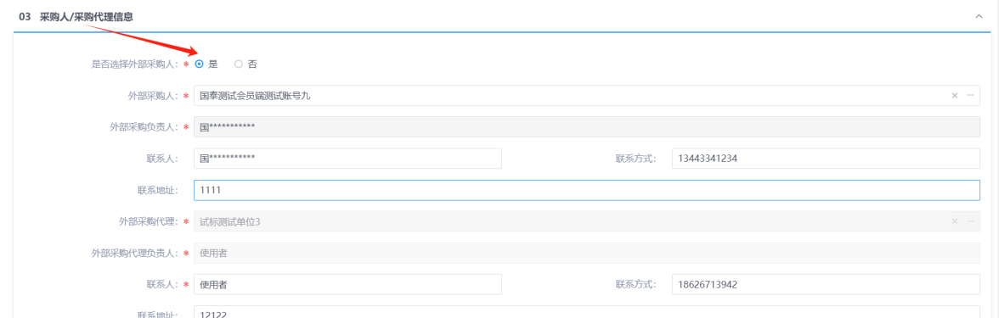 03 采购人/采购代理信息
是否选择外部采购人: * 是 否
外部采购人: * 国泰测试会员端测试账号九
外部采购负责人: * 国***********
联系人: 国*********** 联系方式: 13443341234
联系地址: 1111
外部采购代理: * 试标测试单位3
外部采购代理负责人: * 使用者
联系人: * 使用者 联系方式: 18626713942
联系地址: 12122